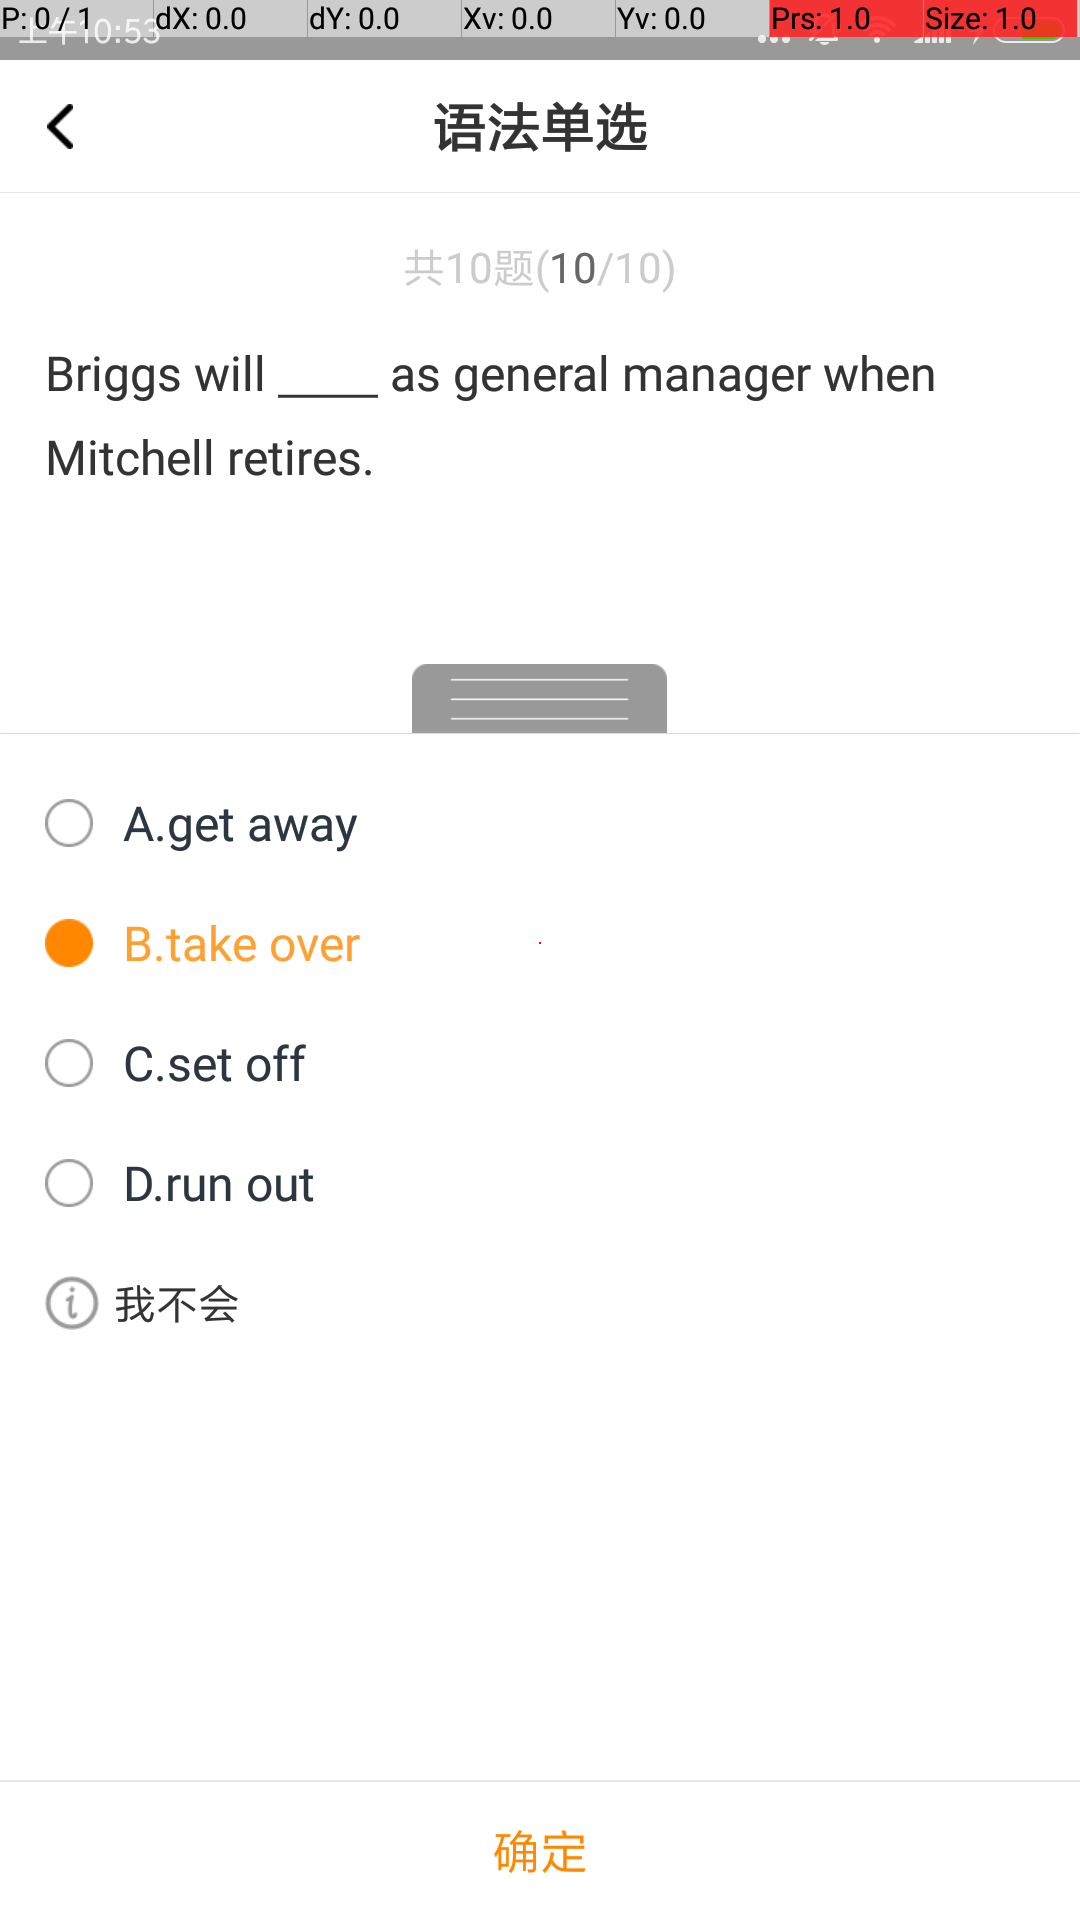 P: 0 / 1 dX: 0.0 dY: 0.0 Xv: 0.0 Yv: 0.0 Prs: 1.0 Size: 1.0
上午10:53
语法单选
共10题(10/10)
Briggs will _____ as general manager when
Mitchell retires.
A.get away
B.take over
C.set off
D.run out
我不会
确定